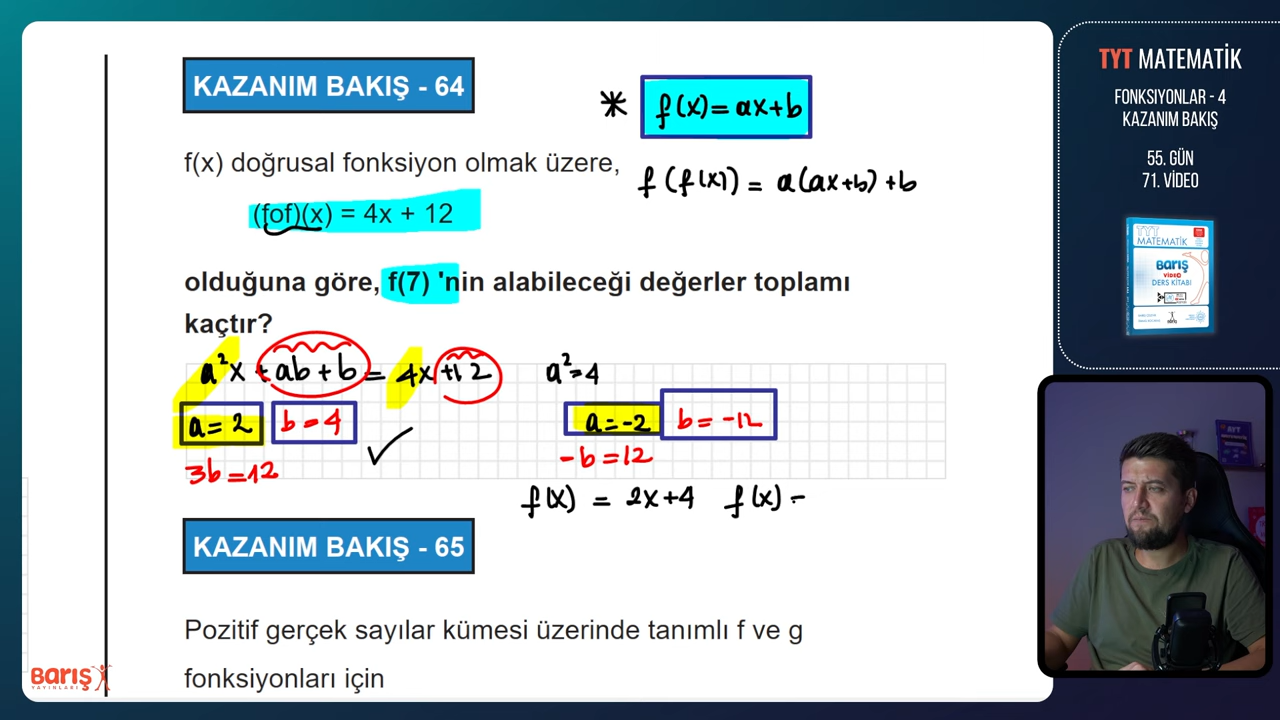 KAZANIM BAKIŞ - 64
* f(x) = ax+b
f(x) doğrusal fonksiyon olmak üzere,
f(f(x)) = a(ax+b)+b
(fof)(x) = 4x + 12
olduğuna göre, f(7) 'nin alabileceği değerler toplamı
kaçtır?
a²x + ab+b = 4x+12
a²=4
a=2 b=4
a=-2 b=-12
3b=12
-b=12
f(x) = 2x+4 f(x) -
KAZANIM BAKIŞ - 65
Pozitif gerçek sayılar kümesi üzerinde tanımlı f ve g
fonksiyonları için
BARIŞ
YAYINLARI
TYT MATEMATİK
FONKSIYONLAR - 4
KAZANIM BAKIŞ
55. GÜN
71. VİDEO
TYT
MATEMATİK
BARIŞ
VİDEO
DERS KİTABI